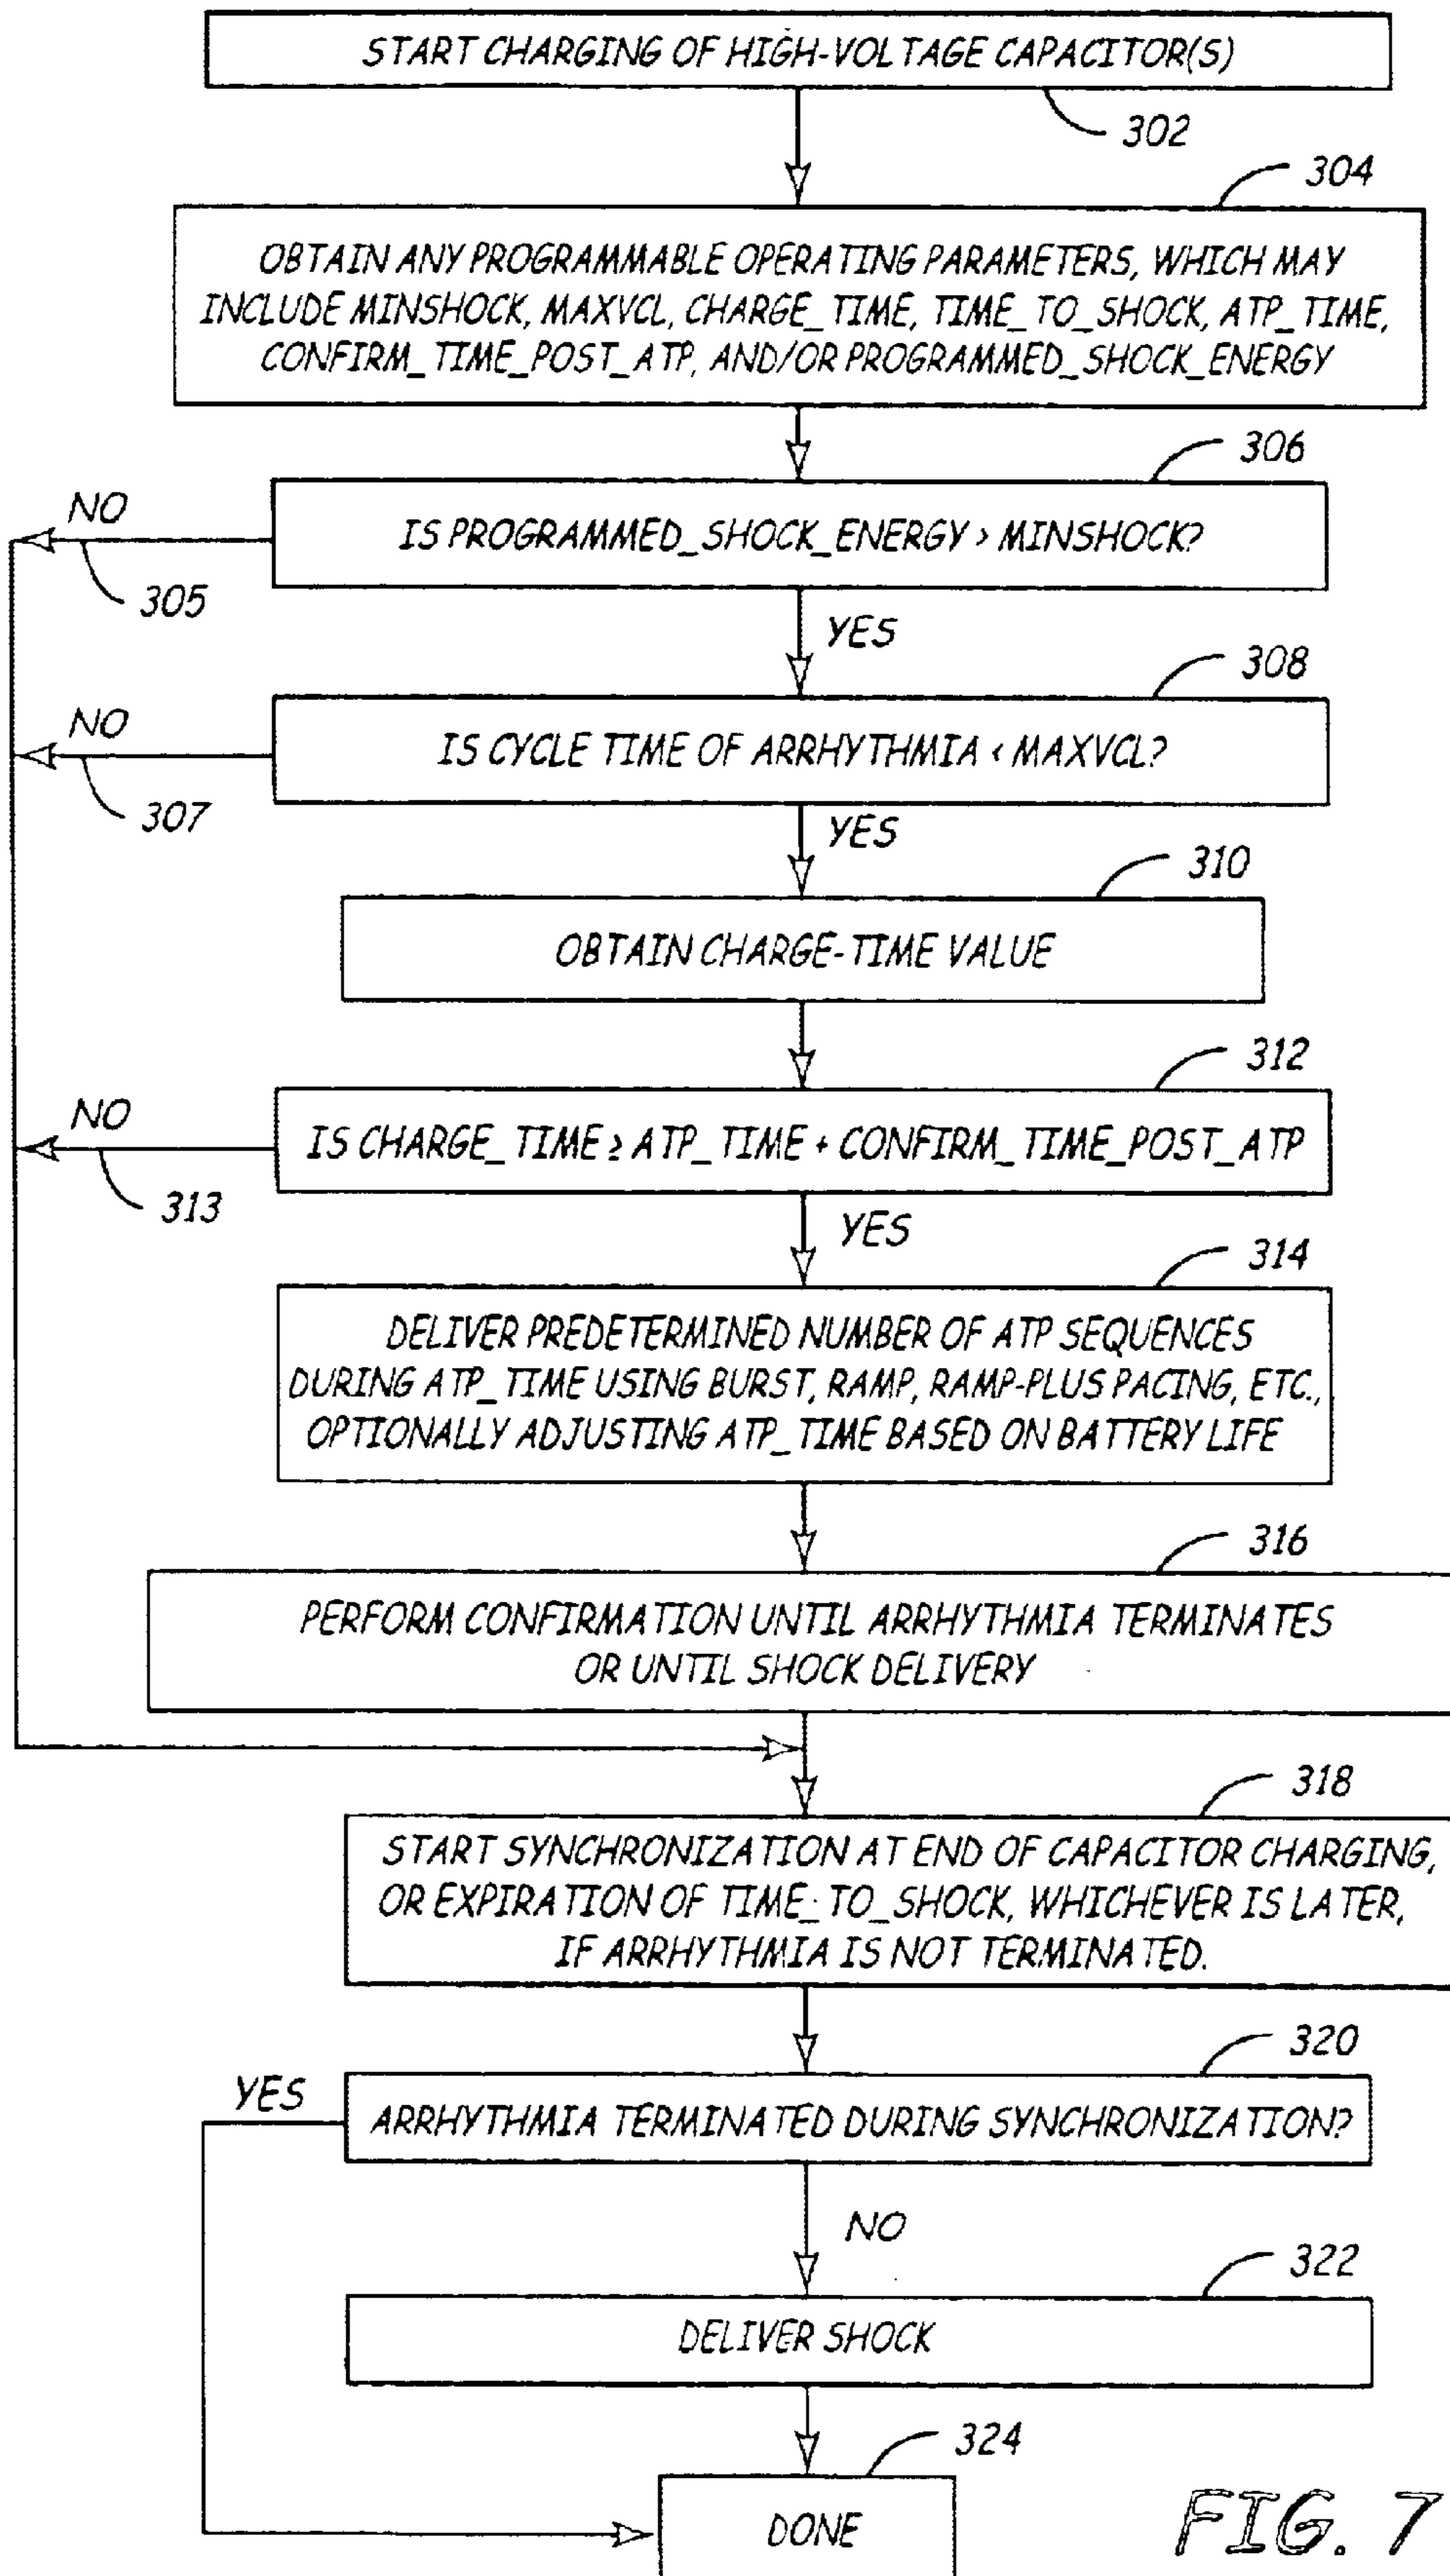 START CHARGING OF HIGH-VOLTAGE CAPACITOR(S)
302
304
OBTAIN ANY PROGRAMMABLE OPERATING PARAMETERS, WHICH MAY
INCLUDE MINSHOCK, MAXVCL, CHARGE_TIME, TIME_TO_SHOCK, ATP_TIME,
CONFIRM_TIME_POST_ATP, AND/OR PROGRAMMED_SHOCK_ENERGY
306
NO
IS PROGRAMMED_SHOCK_ENERGY > MINSHOCK?
305
YES
308
NO
IS CYCLE TIME OF ARRHYTHMIA < MAXVCL?
307
YES
310
OBTAIN CHARGE-TIME VALUE
312
NO
IS CHARGE_TIME ≥ ATP_TIME + CONFIRM_TIME_POST_ATP
313
YES
314
DELIVER PREDETERMINED NUMBER OF ATP SEQUENCES
DURING ATP_TIME USING BURST, RAMP, RAMP-PLUS PACING, ETC.,
OPTIONALLY ADJUSTING ATP_TIME BASED ON BATTERY LIFE
316
PERFORM CONFIRMATION UNTIL ARRHYTHMIA TERMINATES
OR UNTIL SHOCK DELIVERY
318
START SYNCHRONIZATION AT END OF CAPACITOR CHARGING,
OR EXPIRATION OF TIME_TO_SHOCK, WHICHEVER IS LATER,
IF ARRHYTHMIA IS NOT TERMINATED.
320
YES
ARRHYTHMIA TERMINATED DURING SYNCHRONIZATION?
NO
322
DELIVER SHOCK
324
DONE
FIG. 7